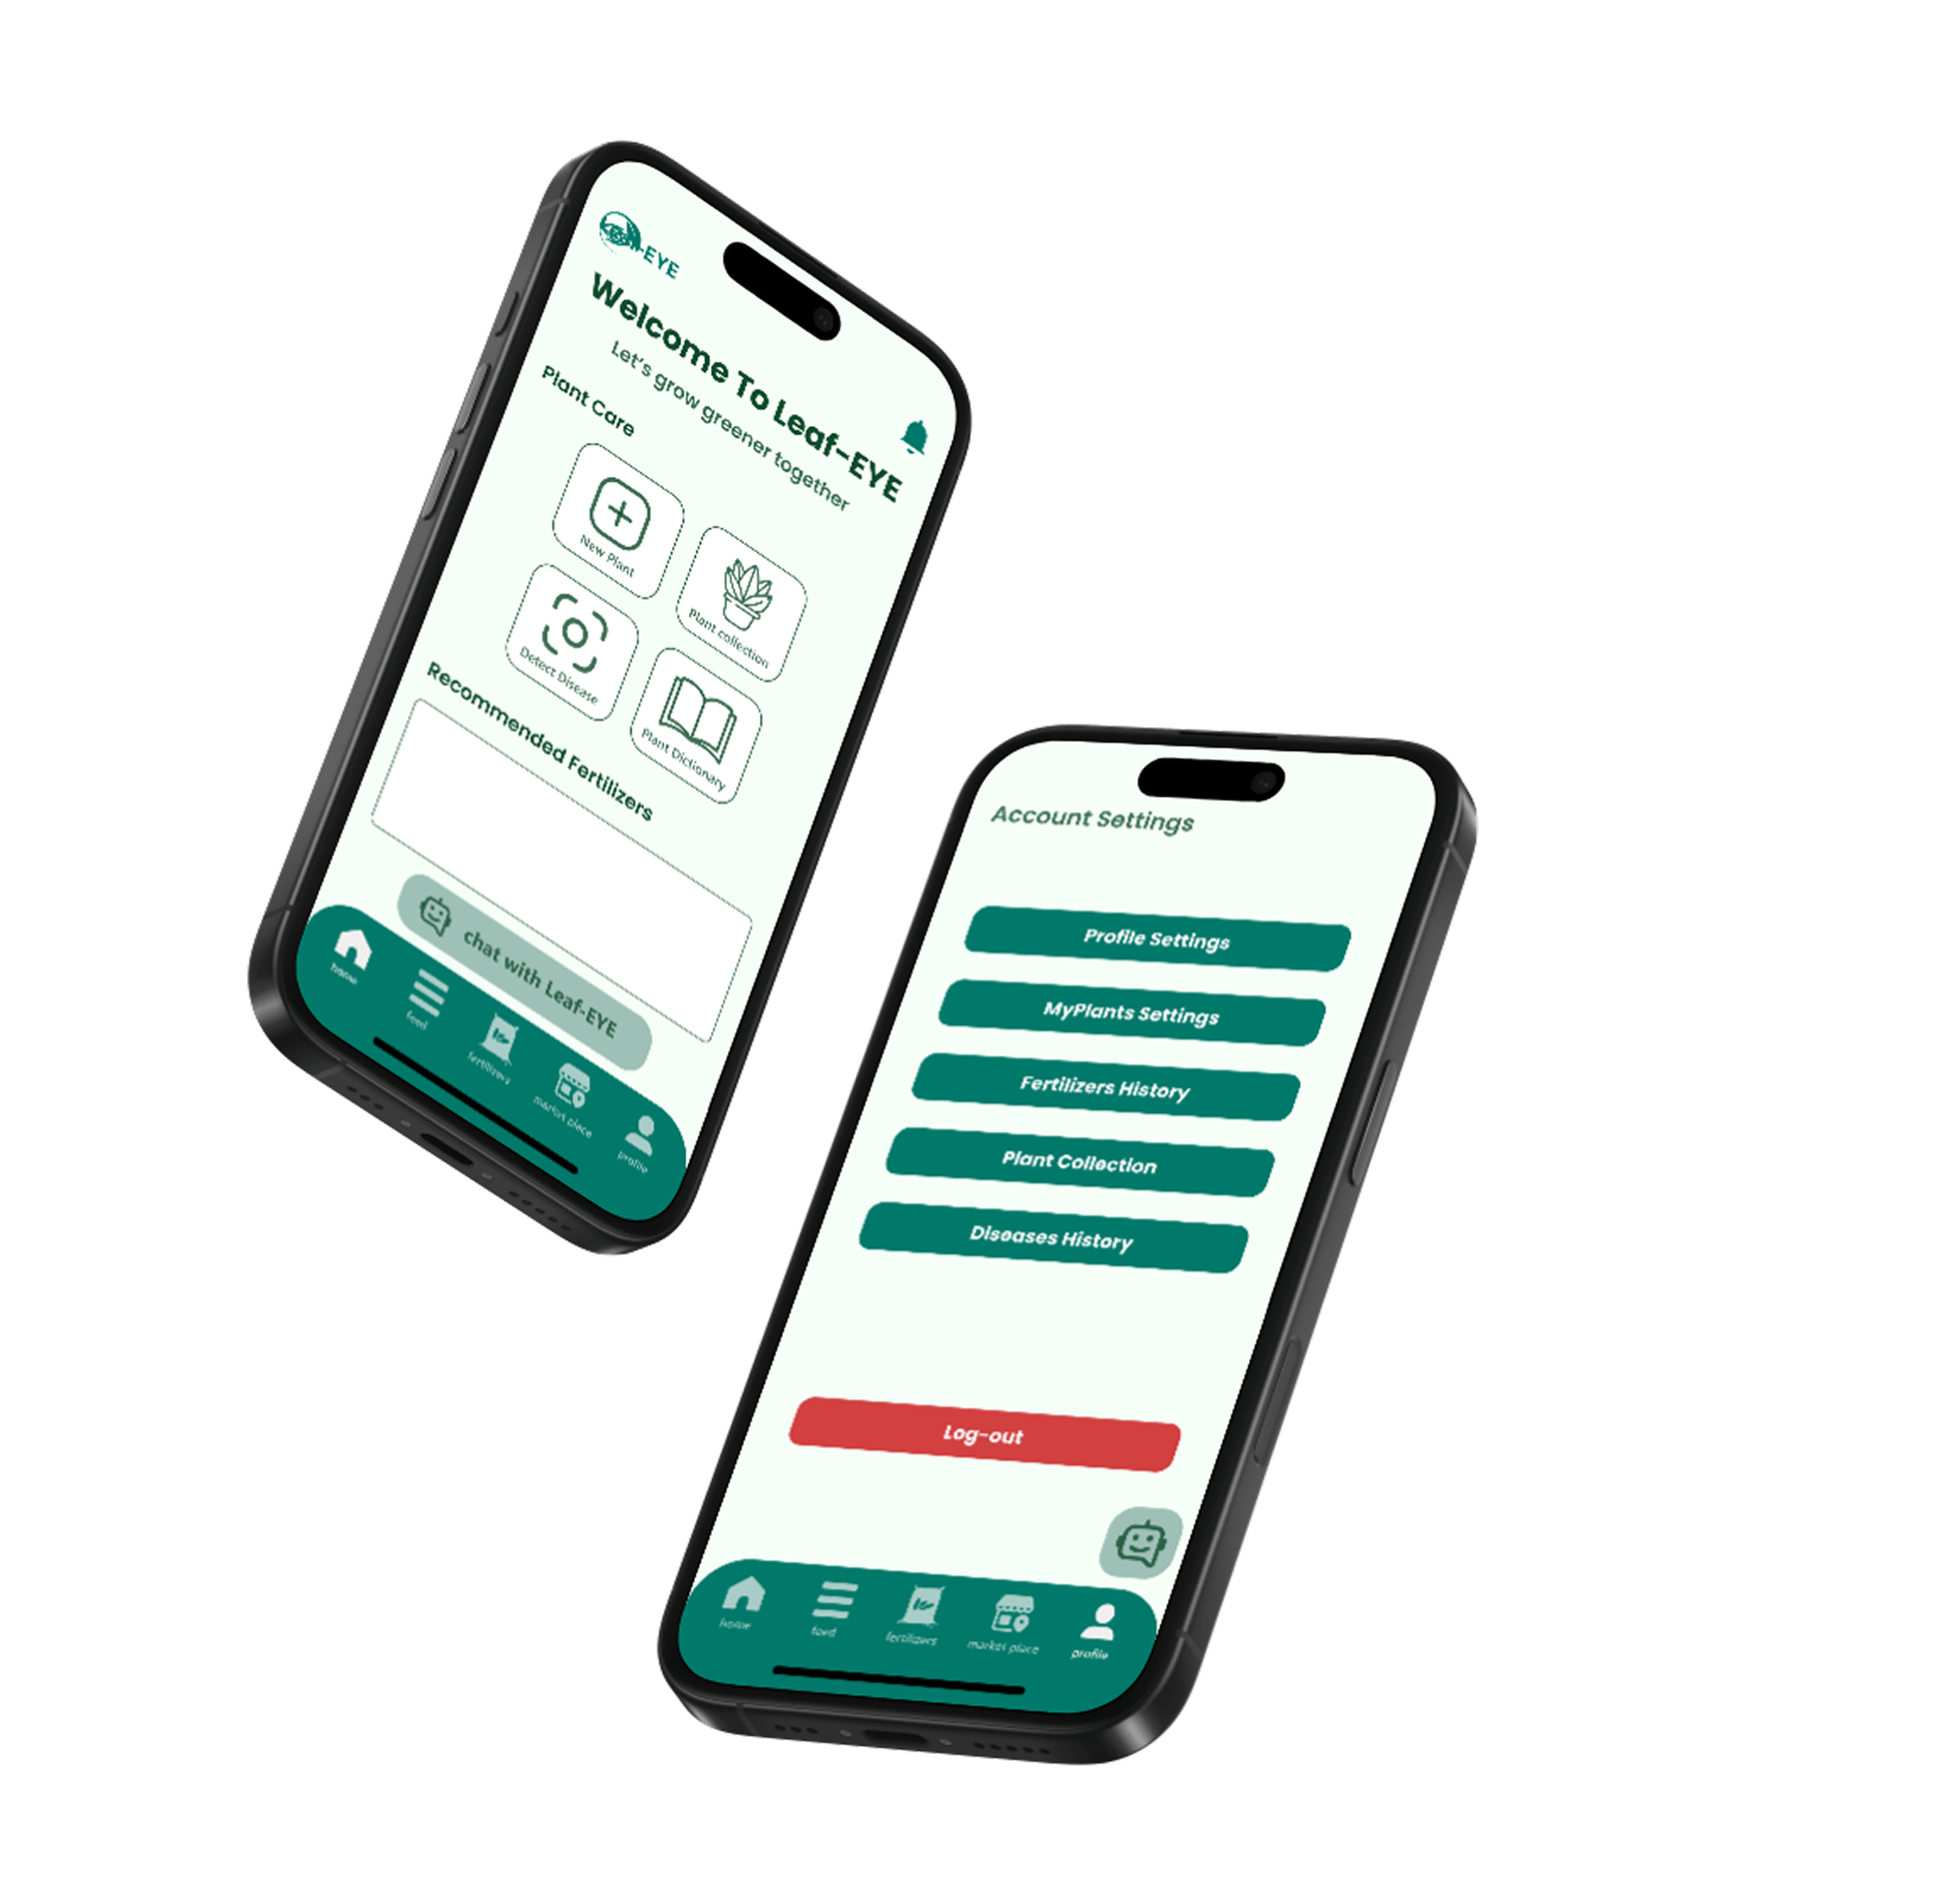 -EYE
Welcome To Leaf-EYE
Let's grow greener together
Plant Care
New Plant
Plant collection
Detect Disease
Plant Dictionary
Recommended Fertilizers
chat with Leaf-EYE
home
feed
fertilizers
market place
profile
Account Settings
Profile Settings
MyPlants Settings
Fertilizers History
Plant Collection
Diseases History
Log-out
home
feed
fertilizers
market place
profile